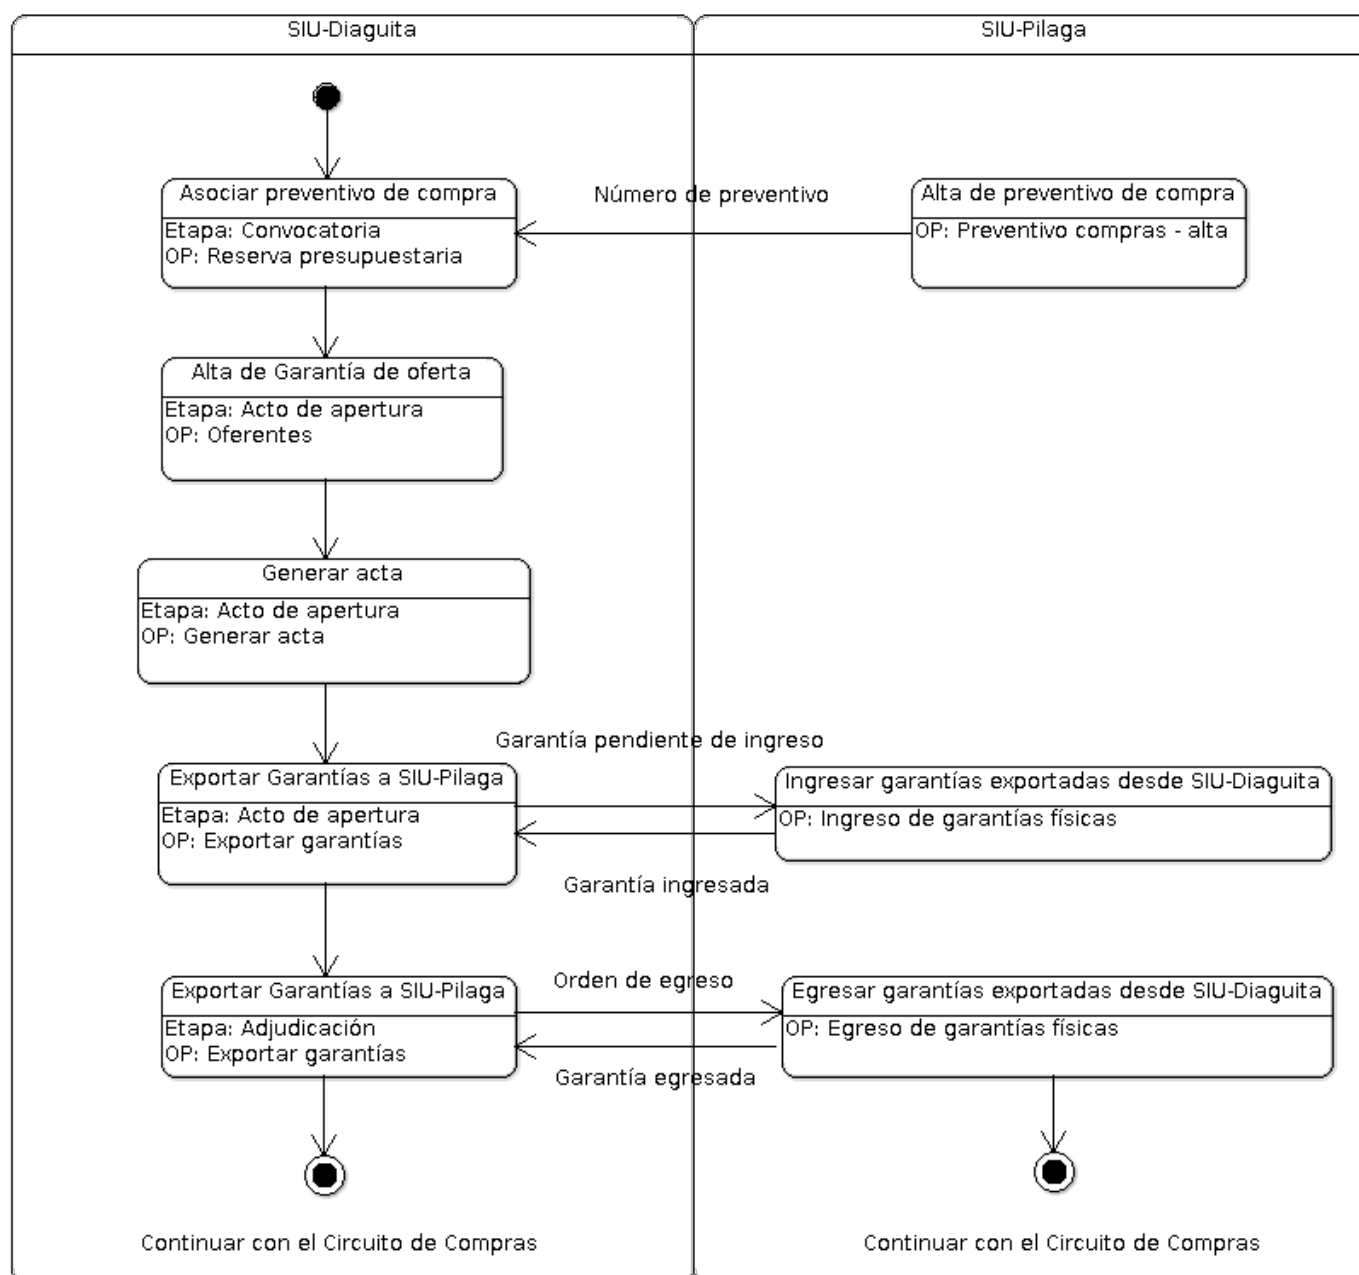 SIU-Diaguita
SIU-Pilaga
Asociar preventivo de compra
Etapa: Convocatoria
OP: Reserva presupuestaria
Número de preventivo
Alta de preventivo de compra
OP: Preventivo compras - alta
Alta de Garantía de oferta
Etapa: Acto de apertura
OP: Oferentes
Generar acta
Etapa: Acto de apertura
OP: Generar acta
Garantía pendiente de ingreso
Exportar Garantías a SIU-Pilaga
Etapa: Acto de apertura
OP: Exportar garantías
Ingresar garantías exportadas desde SIU-Diaguita
OP: Ingreso de garantías físicas
Garantía ingresada
Exportar Garantías a SIU-Pilaga
Etapa: Adjudicación
OP: Exportar garantías
Orden de egreso
Egresar garantías exportadas desde SIU-Diaguita
OP: Egreso de garantías físicas
Garantía egresada
Continuar con el Circuito de Compras
Continuar con el Circuito de Compras